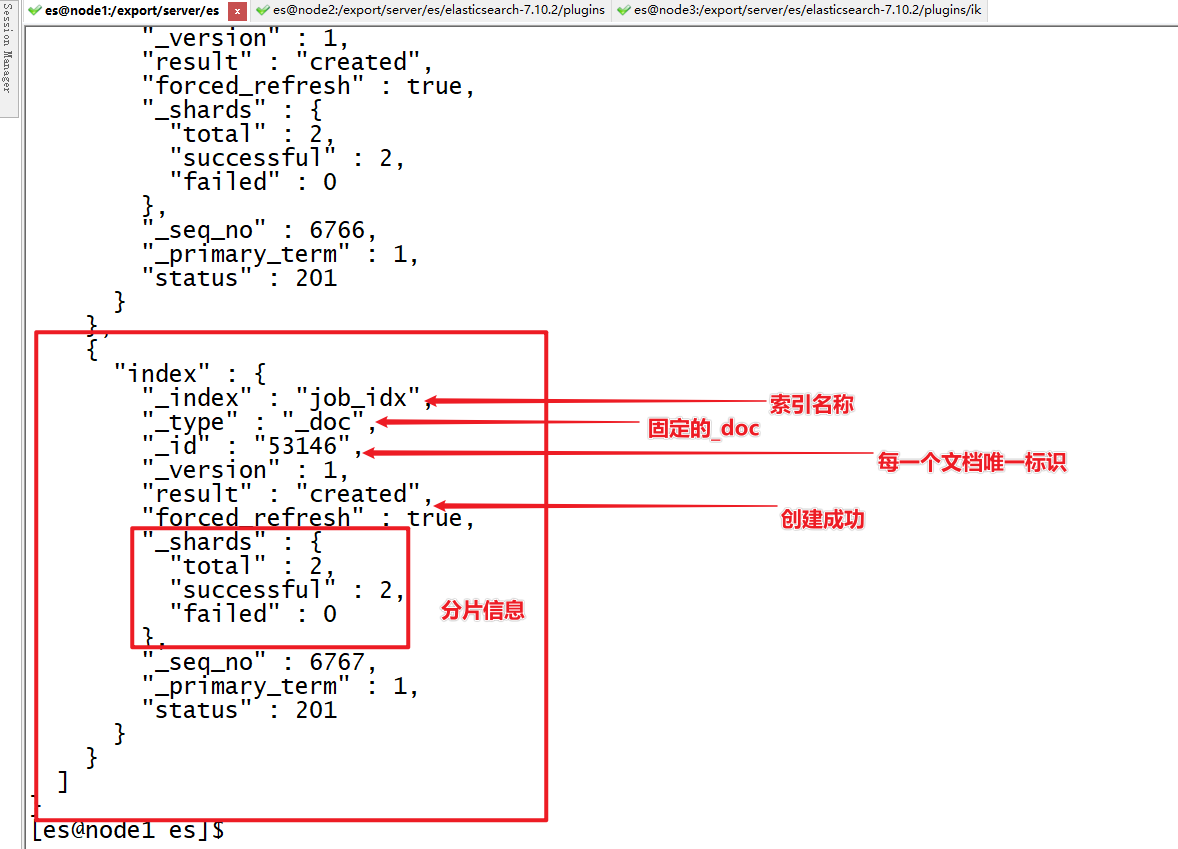 Session Manager
es@node1:/export/server/es
es@node2:/export/server/es/elasticsearch-7.10.2/plugins
es@node3:/export/server/es/elasticsearch-7.10.2/plugins/ik
"_version" : 1,
"result" : "created",
"forced_refresh" : true,
"_shards" : {
"total" : 2,
"successful" : 2,
"failed" : 0
},
"_seq_no" : 6766,
"_primary_term" : 1,
"status" : 201
}
},
{
"index" : {
"_index" : "job_idx",
索引名称
"_type" : "_doc",
固定的_doc
"_id" : "53146",
每一个文档唯一标识
"_version" : 1,
"result" : "created",
创建成功
"forced_refresh" : true,
"_shards" : {
"total" : 2,
"successful" : 2,
"failed" : 0
分片信息
},
"_seq_no" : 6767,
"_primary_term" : 1,
"status" : 201
}
}
]
}
[es@node1 es]$